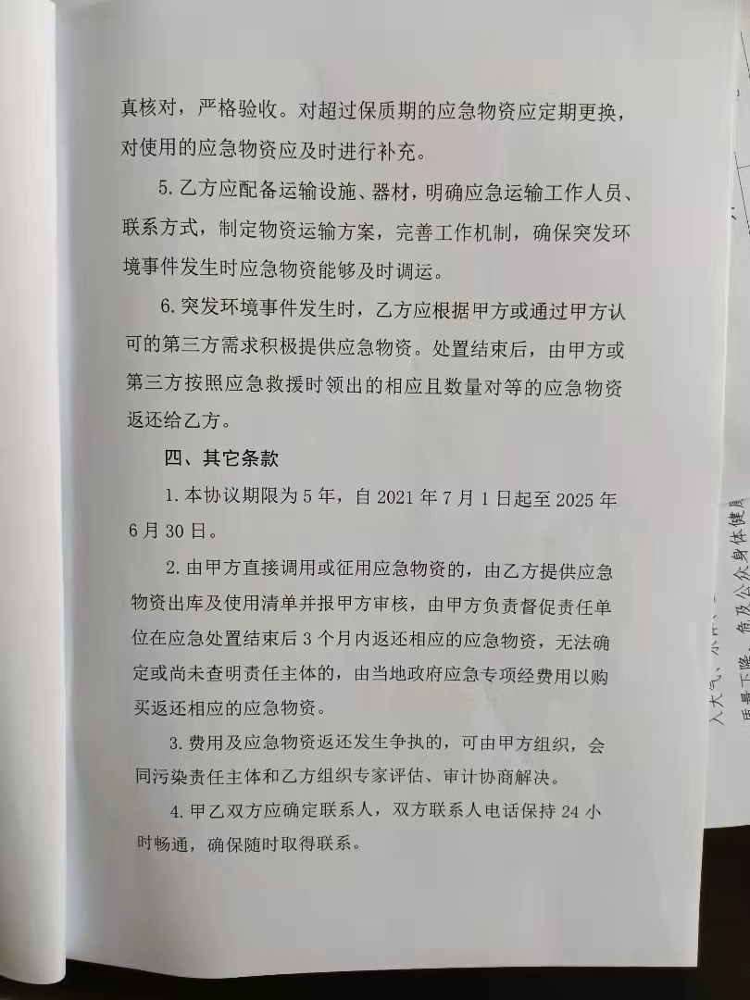 真核对，严格验收。对超过保质期的应急物资应定期更换，
对使用的应急物资应及时进行补充。
5.乙方应配备运输设施、器材，明确应急运输工作人员、
联系方式，制定物资运输方案，完善工作机制，确保突发环
境事件发生时应急物资能够及时调运。
6.突发环境事件发生时，乙方应根据甲方或通过甲方认
可的第三方需求积极提供应急物资。处置结束后，由甲方或
第三方按照应急救援时领出的相应且数量对等的应急物资
返还给乙方。
四、其它条款
1.本协议期限为5年，自2021年7月1日起至2025年
6月30日。
2.由甲方直接调用或征用应急物资的，由乙方提供应急
物资出库及使用清单并报甲方审核，由甲方负责督促责任单
位在应急处置结束后3个月内返还相应的应急物资，无法确
定或尚未查明责任主体的，由当地政府应急专项经费用以购
买返还相应的应急物资。
3.费用及应急物资返还发生争执的，可由甲方组织，会
同污染责任主体和乙方组织专家评估、审计协商解决。
4.甲乙双方应确定联系人，双方联系人电话保持24小
时畅通，确保随时取得联系。
入大气、水体
质量下降，危及公众身体健